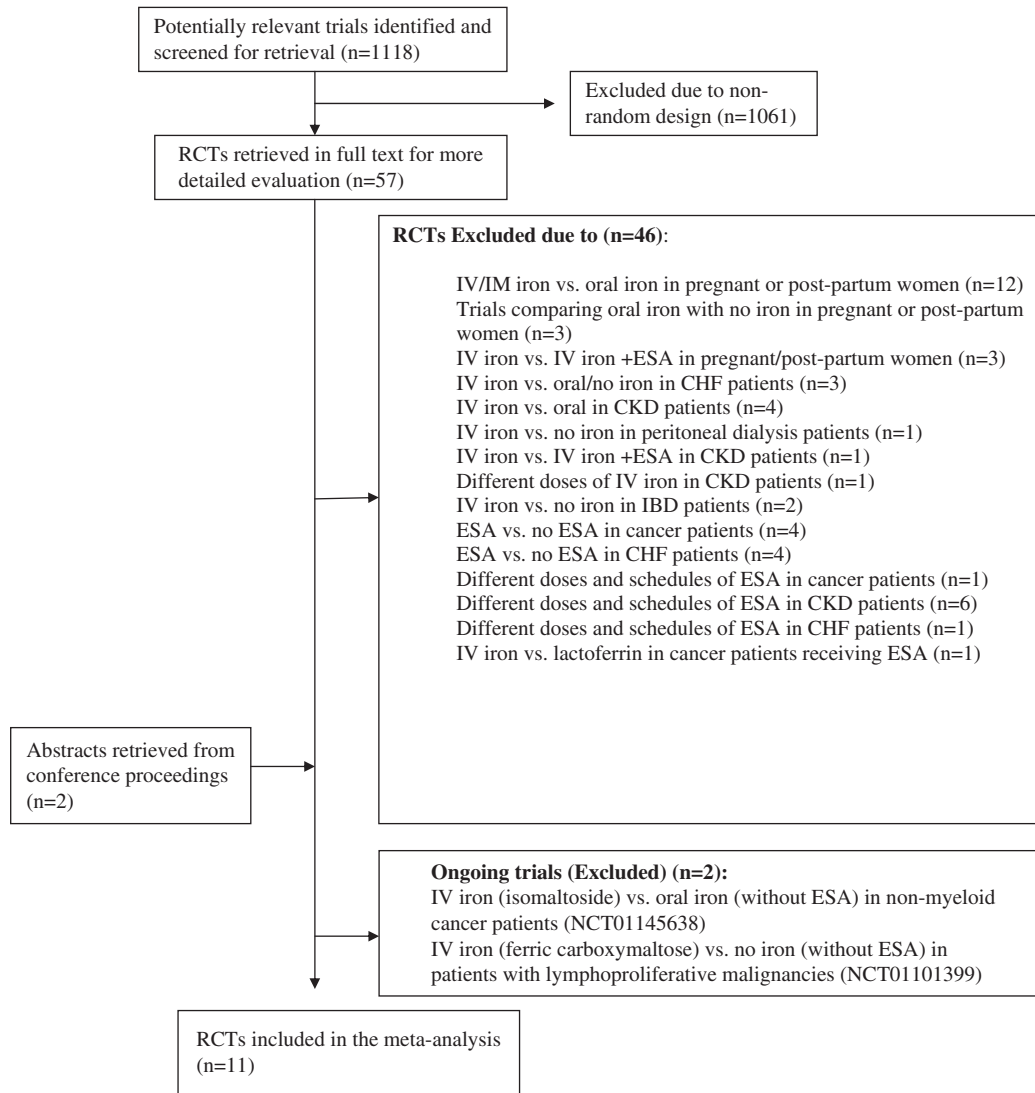 Potentially relevant trials identified and
screened for retrieval (n=1118)
Excluded due to non-
random design (n=1061)
RCTs retrieved in full text for more
detailed evaluation (n=57)
RCTs Excluded due to (n=46):
IV/IM iron vs. oral iron in pregnant or post-partum women (n=12)
Trials comparing oral iron with no iron in pregnant or post-partum
women (n=3)
IV iron vs. IV iron +ESA in pregnant/post-partum women (n=3)
IV iron vs. oral/no iron in CHF patients (n=3)
IV iron vs. oral in CKD patients (n=4)
IV iron vs. no iron in peritoneal dialysis patients (n=1)
IV iron vs. IV iron +ESA in CKD patients (n=1)
Different doses of IV iron in CKD patients (n=1)
IV iron vs. no iron in IBD patients (n=2)
ESA vs. no ESA in cancer patients (n=4)
ESA vs. no ESA in CHF patients (n=4)
Different doses and schedules of ESA in cancer patients (n=1)
Different doses and schedules of ESA in CKD patients (n=6)
Different doses and schedules of ESA in CHF patients (n=1)
IV iron vs. lactoferrin in cancer patients receiving ESA (n=1)
Abstracts retrieved from
conference proceedings
(n=2)
Ongoing trials (Excluded) (n=2):
IV iron (isomaltoside) vs. oral iron (without ESA) in non-myeloid
cancer patients (NCT01145638)
IV iron (ferric carboxymaltose) vs. no iron (without ESA) in
patients with lymphoproliferative malignancies (NCT01101399)
RCTs included in the meta-analysis
(n=11)